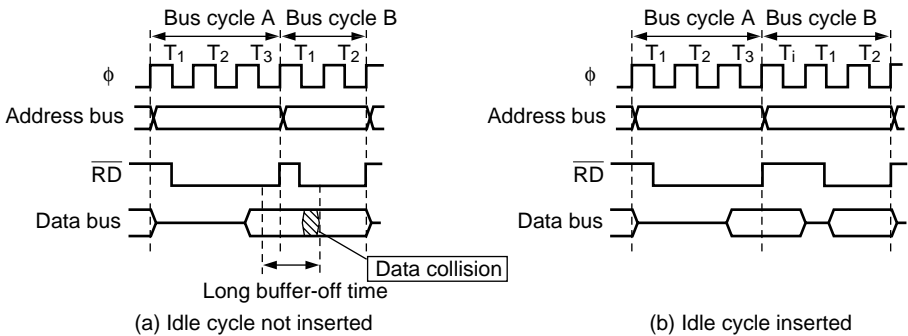 Bus cycle A Bus cycle B
T1 T2 T3 T1 T2
ϕ
Address bus
RD
Data bus
Data collision
Long buffer-off time
(a) Idle cycle not inserted
Bus cycle A Bus cycle B
T1 T2 T3 Ti T1 T2
ϕ
Address bus
RD
Data bus
(b) Idle cycle inserted